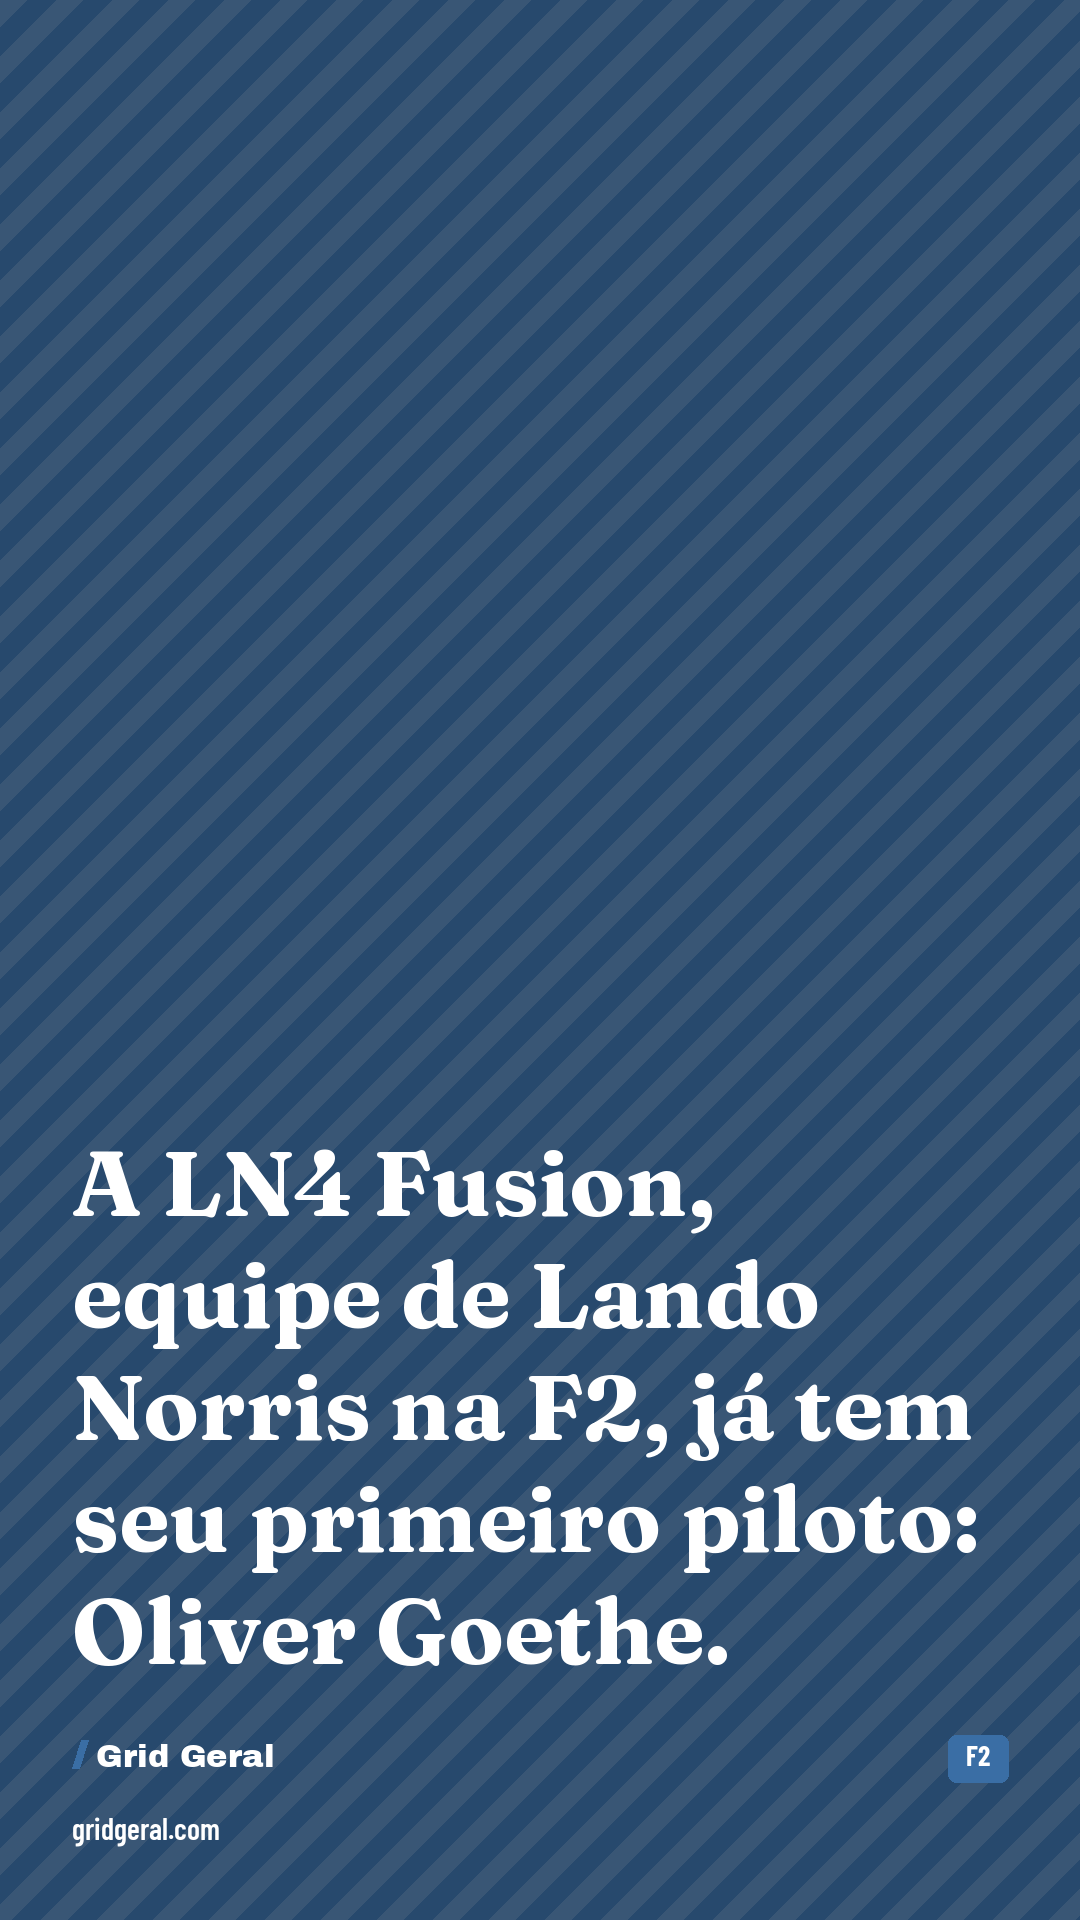 A LN4 Fusion,
equipe de Lando
Norris na F2, já tem
seu primeiro piloto:
Oliver Goethe.
Grid Geral
F2
gridgeral.com